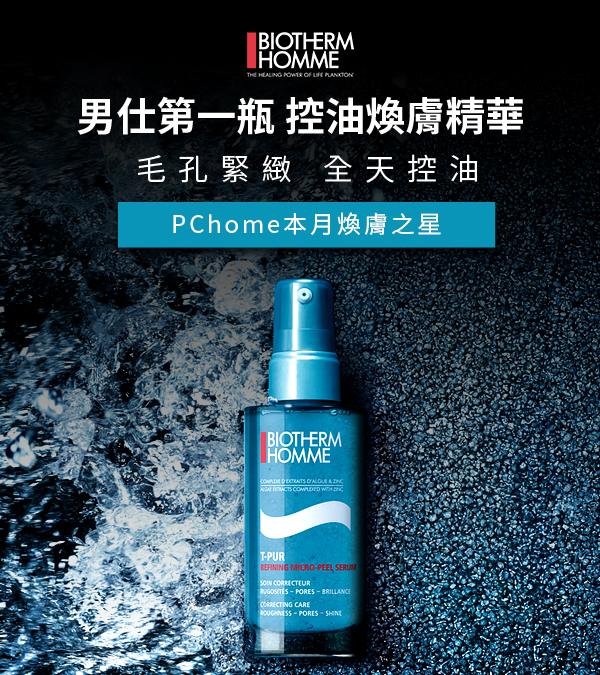 BIOTHERM
HOMME
THE HEALING POWER OF LIFE PLANKTON
男仕第一瓶 控油煥膚精華
毛孔緊緻 全天控油
PChome本月煥膚之星
BIOTHERM
HOMME
COMPLEXE D'EXTRAITS D'ALGUE & ZINC
ALGAE EXTRACTS COMPLEXED WITH ZINC
T-PUR
REFINING MICRO-PEEL SERUM
SOIN CORRECTEUR
RUGOSITÉS – PORES – BRILLANCE
CORRECTING CARE
ROUGHNESS – PORES – SHINE